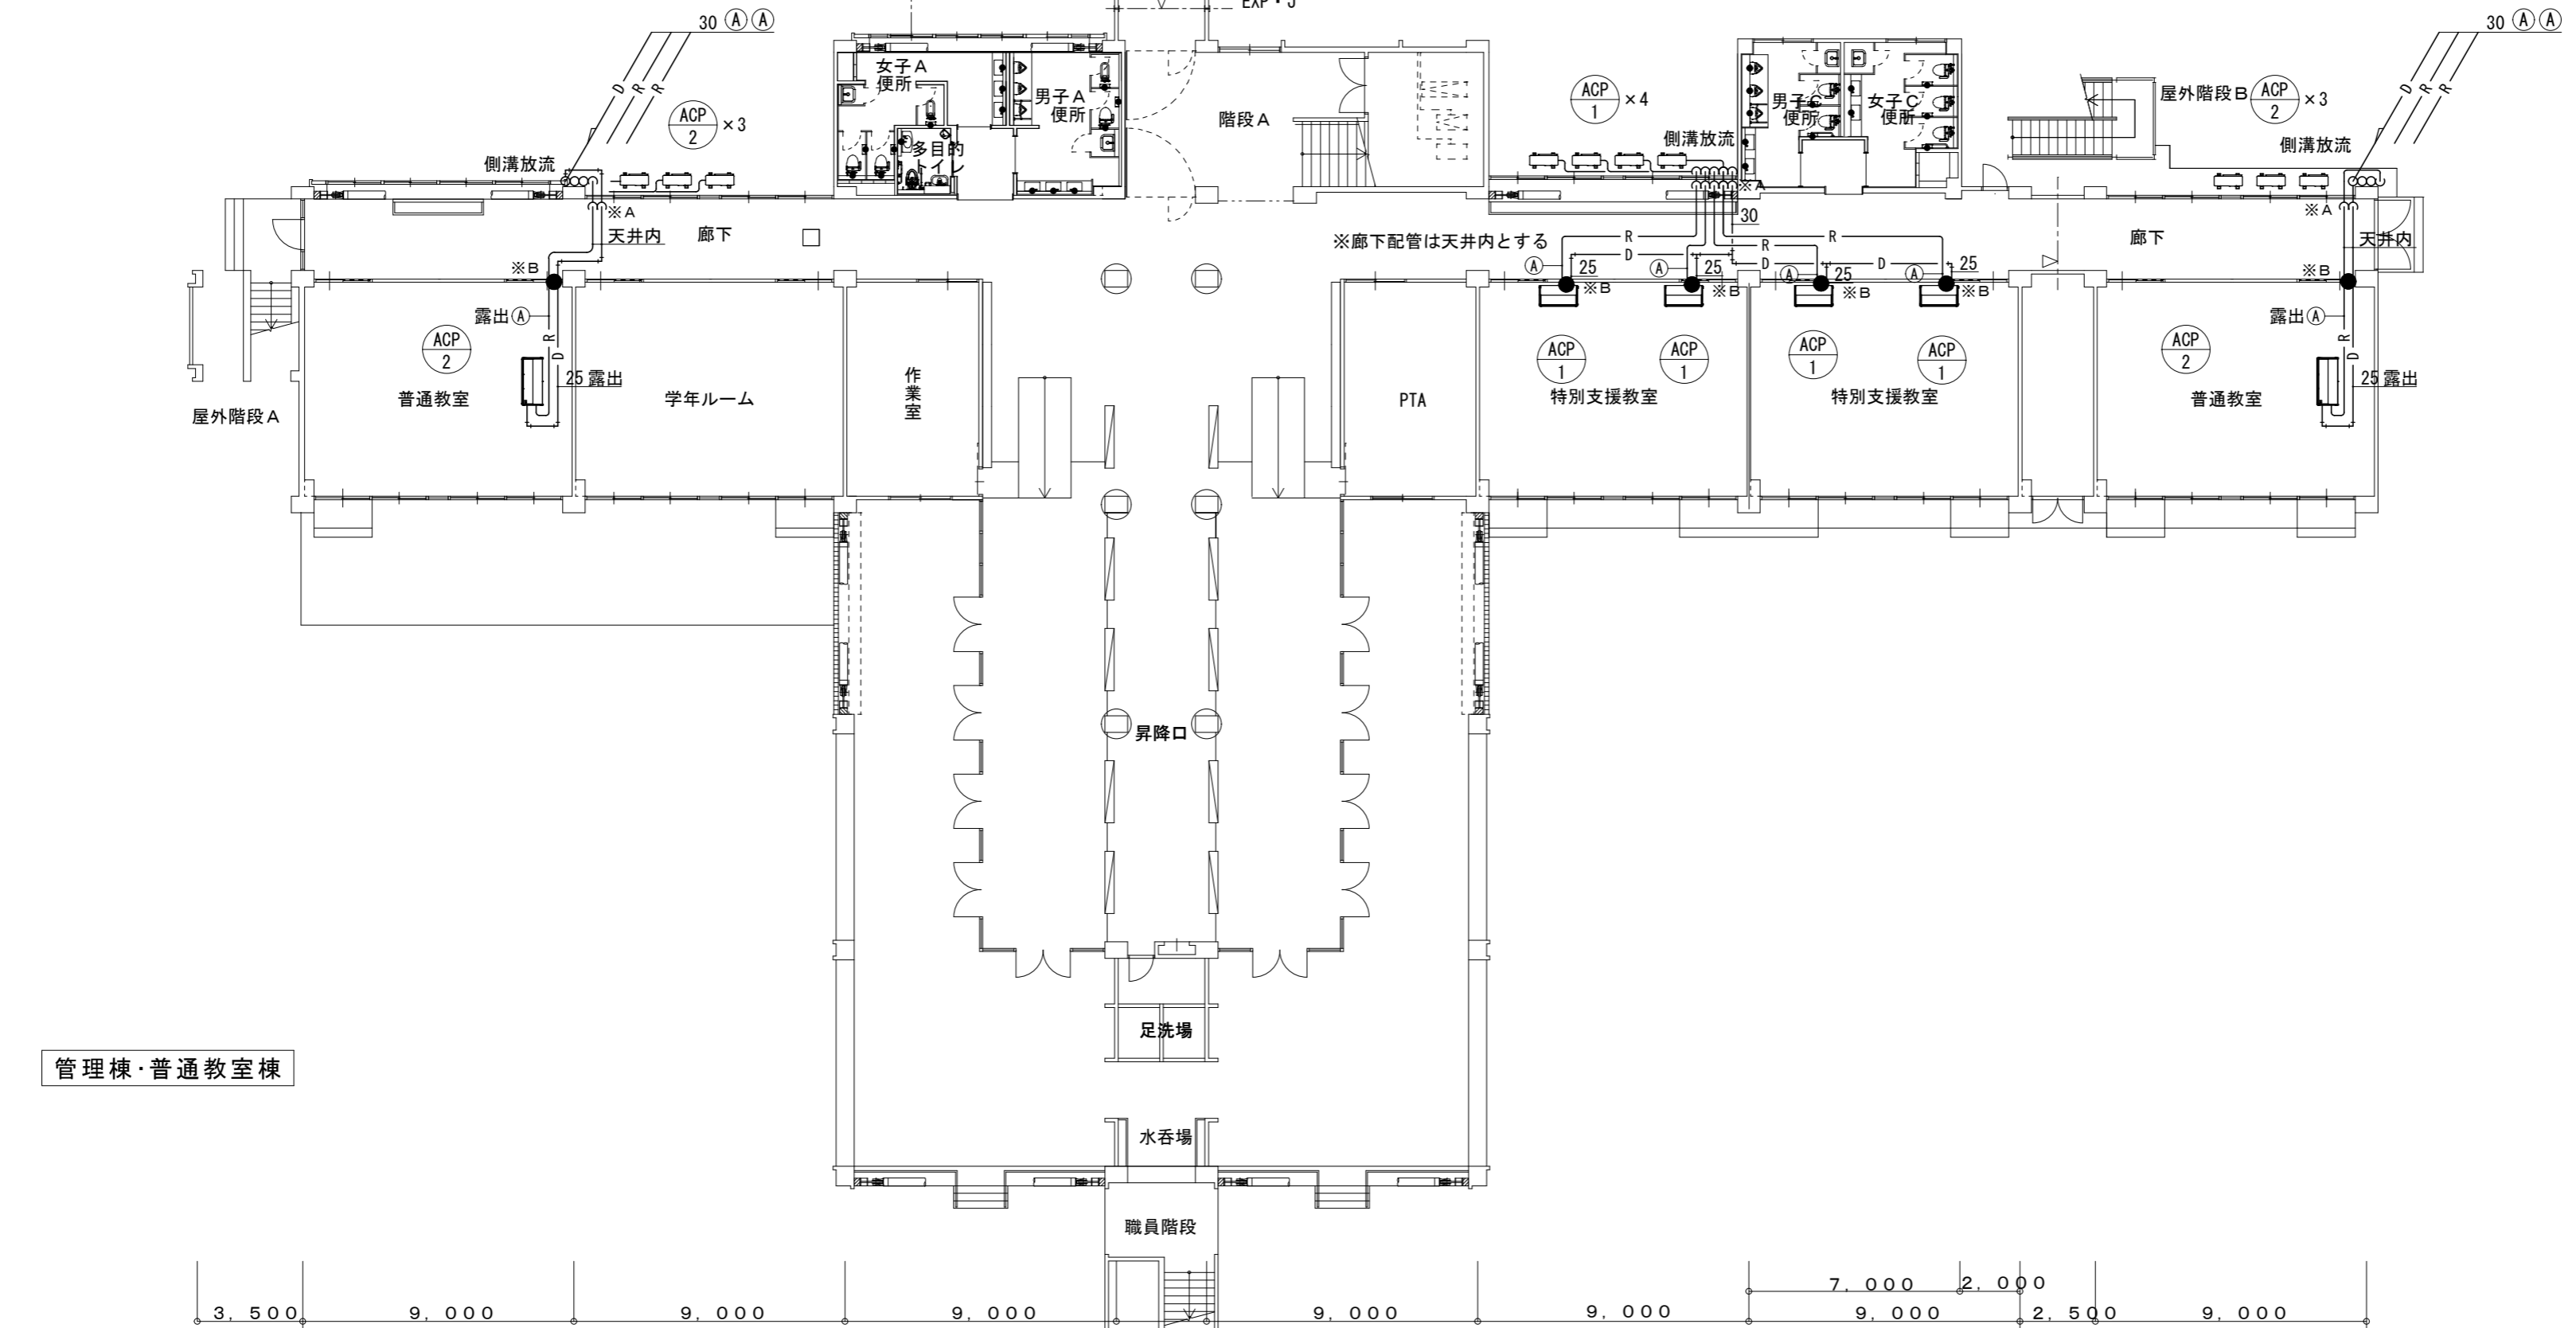 EXP・J
30 Ⓐ Ⓐ
30 Ⓐ Ⓐ
D
R
R
D
R
R
ACP
2
×3
女子A
便所
男子A
便所
多目的
トイレ
階段A
ACP
1
×4
男子C
便所
女子C
便所
屋外階段B
ACP
2
×3
側溝放流
側溝放流
側溝放流
※A
※A
※A
天井内
廊下
30
※廊下配管は天井内とする
R
R
R
D
D
D
廊下
天井内
※B
Ⓐ
25
※B
Ⓐ
25
※B
Ⓐ
25
※B
Ⓐ
25
※B
※B
露出Ⓐ
R
D
ACP
2
25 露出
普通教室
学年ルーム
作業室
PTA
ACP
1
ACP
1
特別支援教室
ACP
1
ACP
1
特別支援教室
露出Ⓐ
R
D
ACP
2
25 露出
普通教室
屋外階段A
昇降口
足洗場
管理棟・普通教室棟
水呑場
職員階段
7,000
2,000
3,500
9,000
9,000
9,000
9,000
9,000
9,000
2,500
9,000